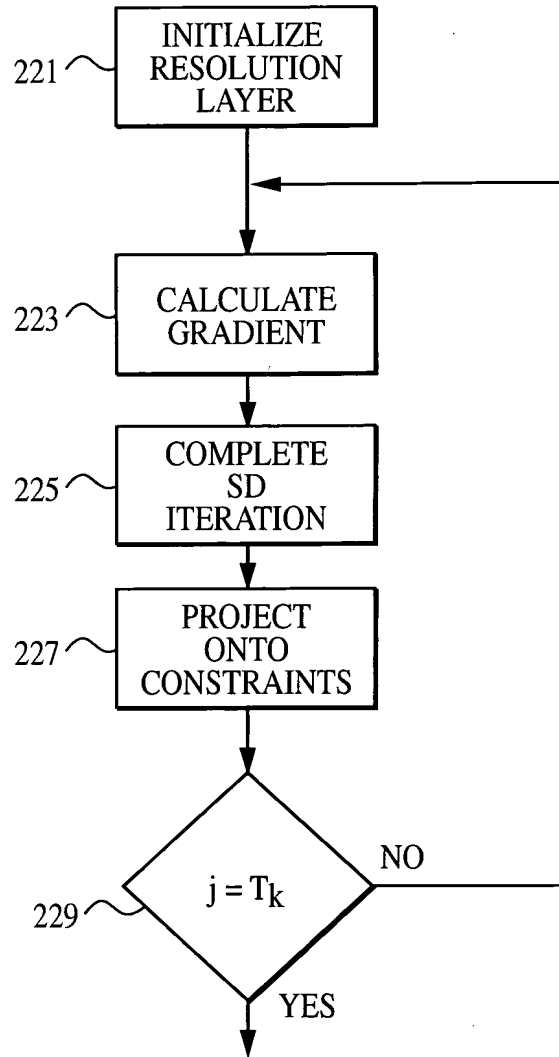 INITIALIZE
RESOLUTION
LAYER
221
CALCULATE
GRADIENT
223
COMPLETE
SD
ITERATION
225
PROJECT
ONTO
CONSTRAINTS
227
j = Tk
NO
229
YES